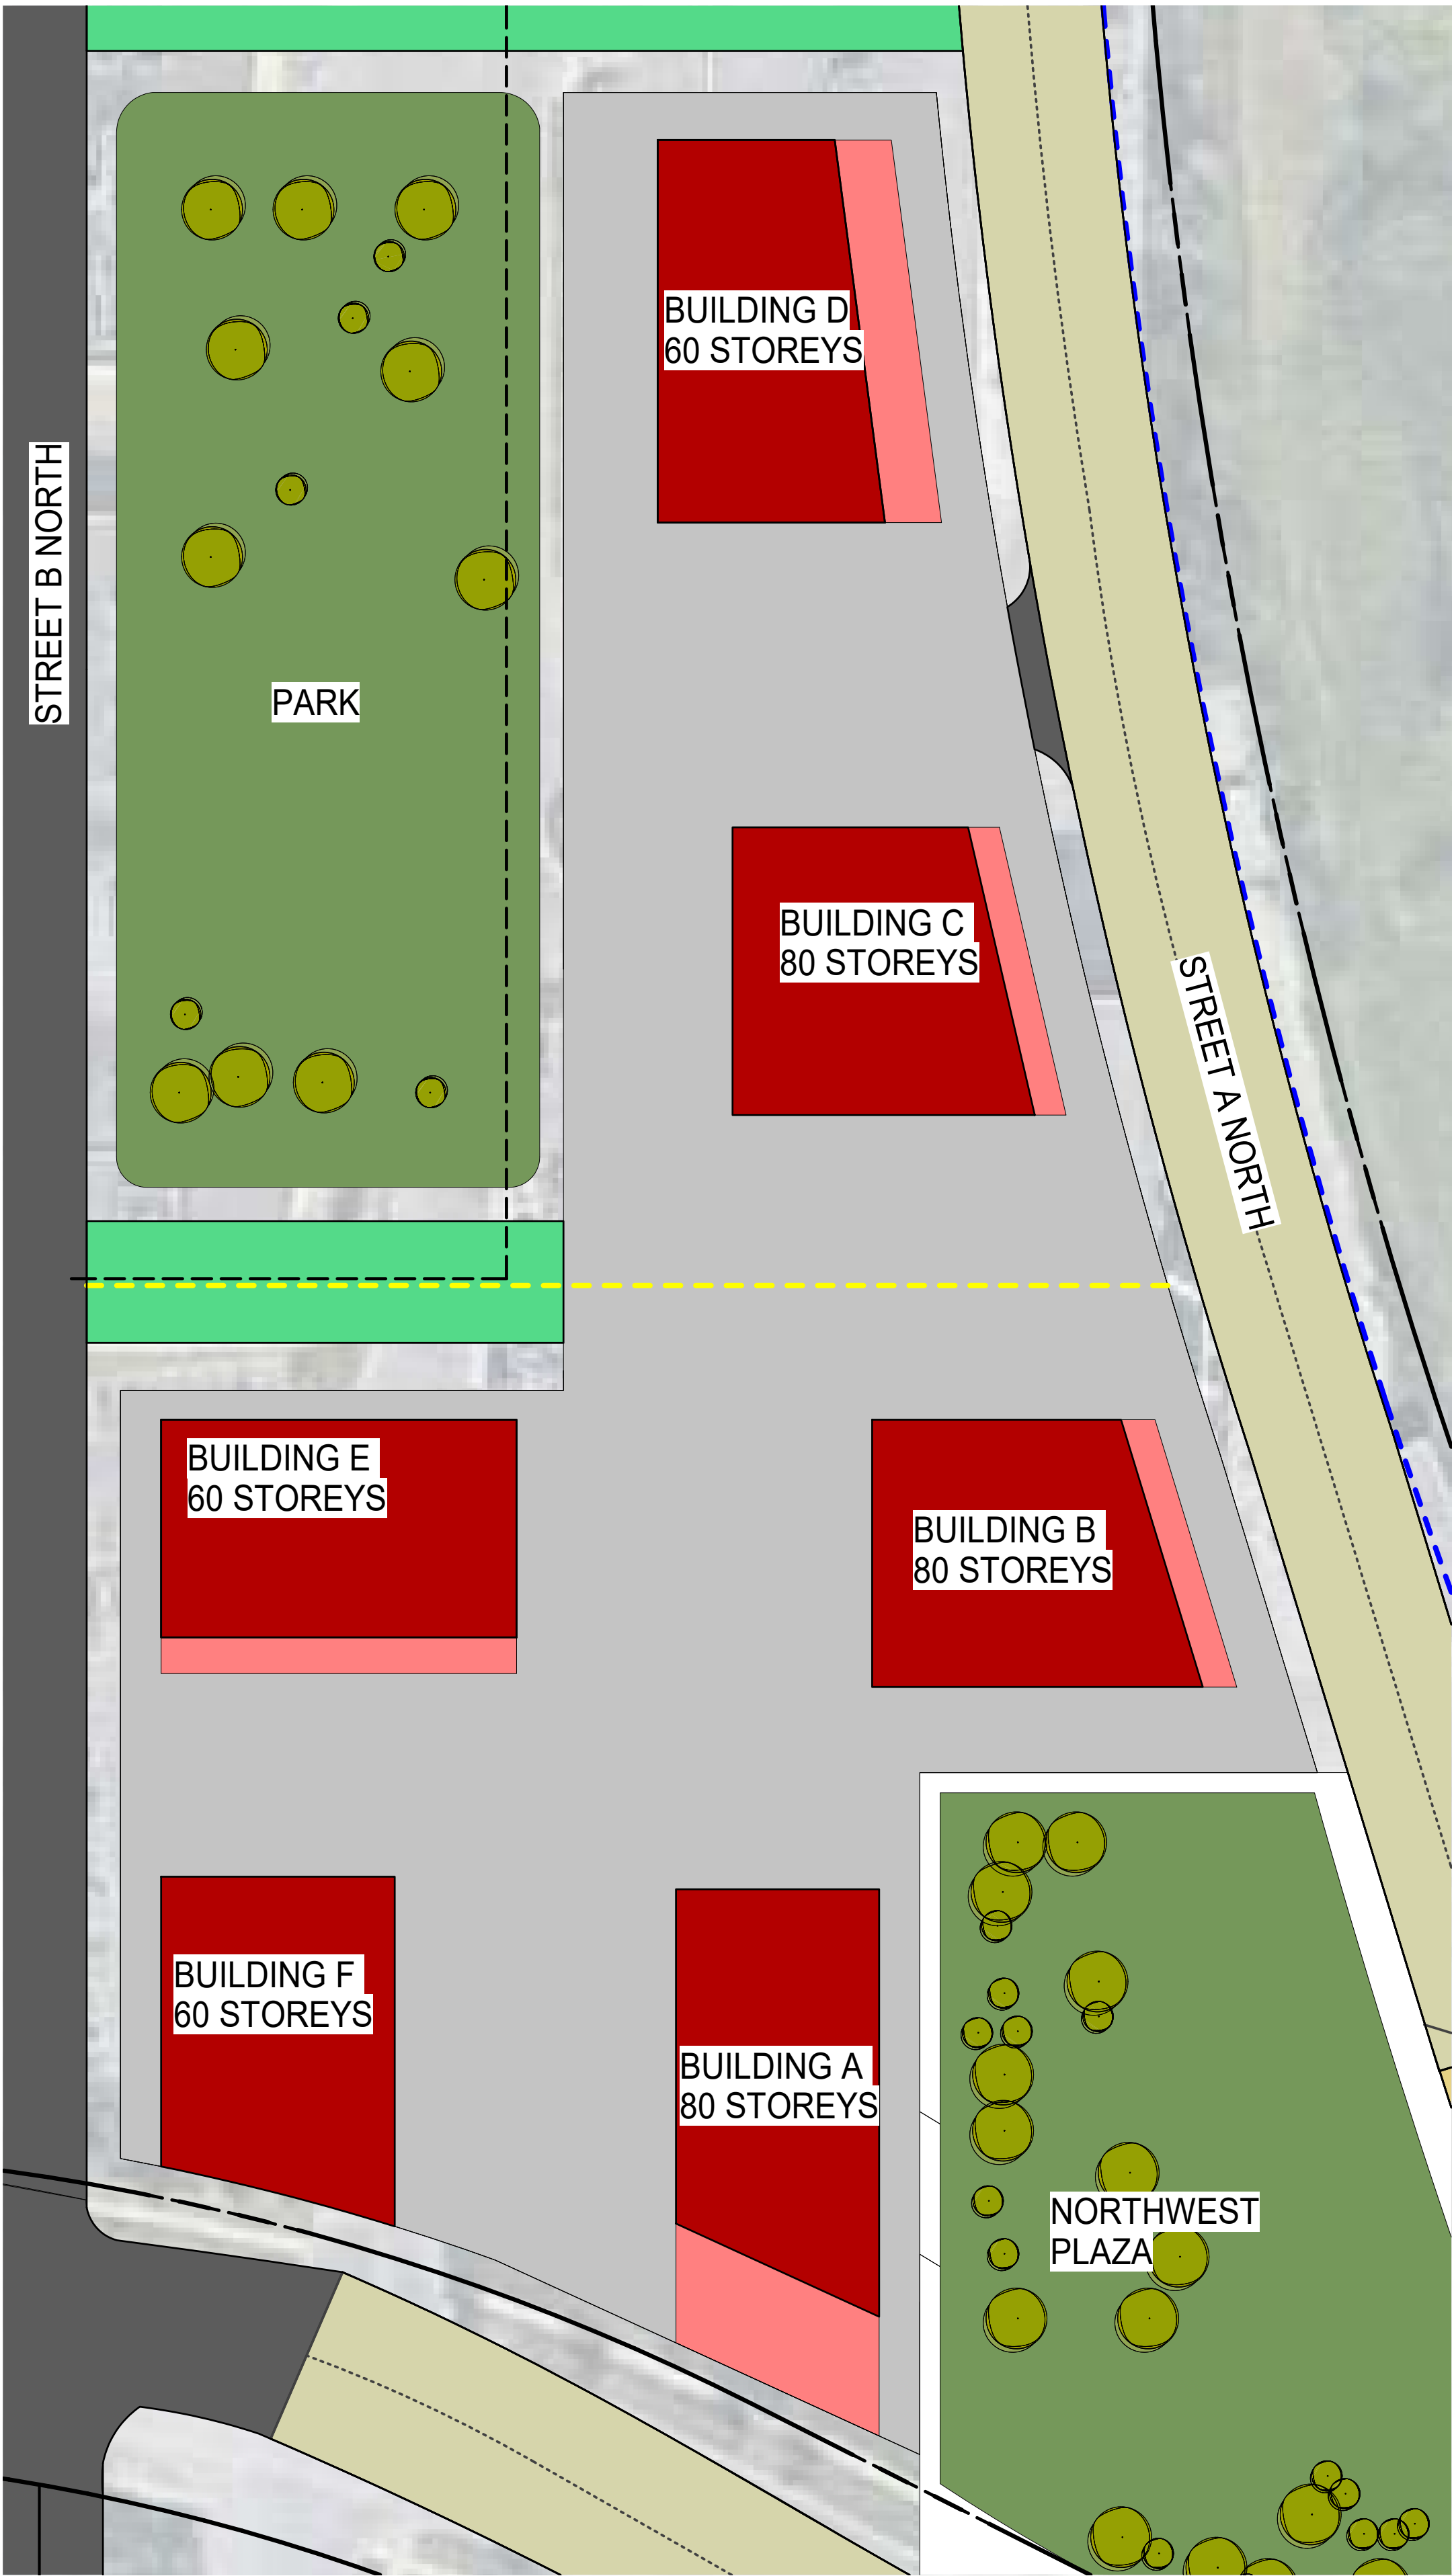 BUILDING D
60 STOREYS
STREET B NORTH
PARK
BUILDING C
80 STOREYS
STREET A NORTH
BUILDING E
60 STOREYS
BUILDING B
80 STOREYS
BUILDING F
60 STOREYS
BUILDING A
80 STOREYS
NORTHWEST
PLAZA